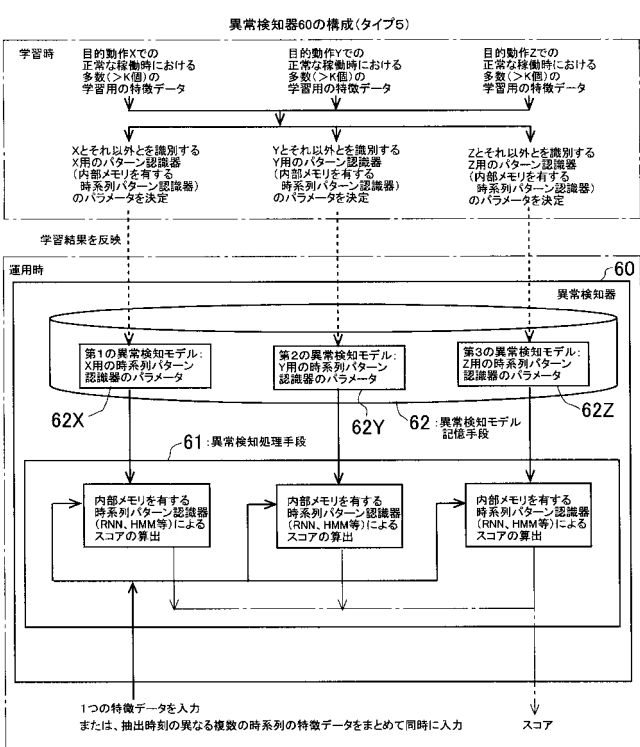 異常検知器60の構成(タイプ5)
学習時
目的動作Xでの
正常な稼働時における
多数(>K個)の
学習用の特徴データ
目的動作Yでの
正常な稼働時における
多数(>K個)の
学習用の特徴データ
目的動作Zでの
正常な稼働時における
多数(>K個)の
学習用の特徴データ
Xとそれ以外とを識別する
X用のパターン認識器
(内部メモリを有する
時系列パターン認識器)
のパラメータを決定
Yとそれ以外とを識別する
Y用のパターン認識器
(内部メモリを有する
時系列パターン認識器)
のパラメータを決定
Zとそれ以外とを識別する
Z用のパターン認識器
(内部メモリを有する
時系列パターン認識器)
のパラメータを決定
学習結果を反映
運用時
60
異常検知器
第1の異常検知モデル:
X用の時系列パターン
認識器のパラメータ
第2の異常検知モデル:
Y用の時系列パターン
認識器のパラメータ
第3の異常検知モデル:
Z用の時系列パターン
認識器のパラメータ
62X
62Y
62:異常検知モデル
記憶手段
62Z
61:異常検知処理手段
内部メモリを有する
時系列パターン認識器
(RNN、HMM等)による
スコアの算出
内部メモリを有する
時系列パターン認識器
(RNN、HMM等)による
スコアの算出
内部メモリを有する
時系列パターン認識器
(RNN、HMM等)による
スコアの算出
1つの特徴データを入力
または、抽出時刻の異なる複数の時系列の特徴データをまとめて同時に入力
スコア